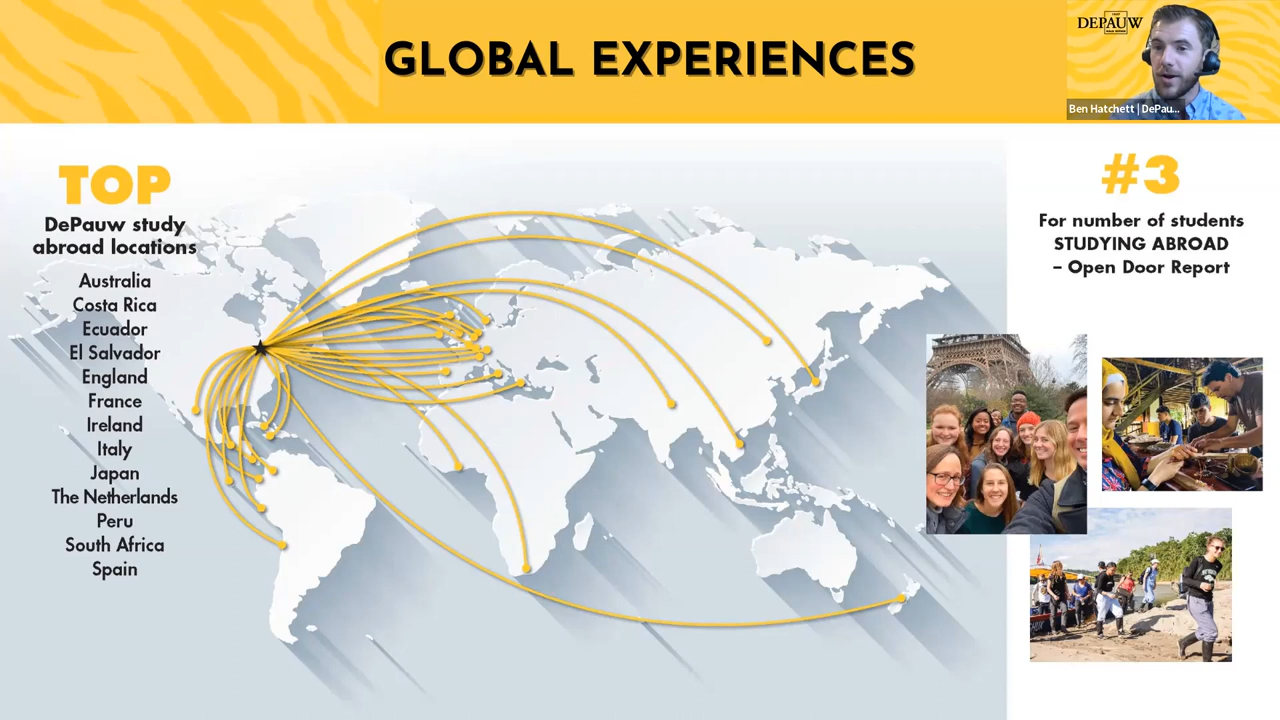 GLOBAL EXPERIENCES
DEPAUW
Ben Hatchett | DePau...
TOP
DePauw study
abroad locations
Australia
Costa Rica
Ecuador
El Salvador
England
France
Ireland
Italy
Japan
The Netherlands
Peru
South Africa
Spain
#3
For number of students
STUDYING ABROAD
– Open Door Report